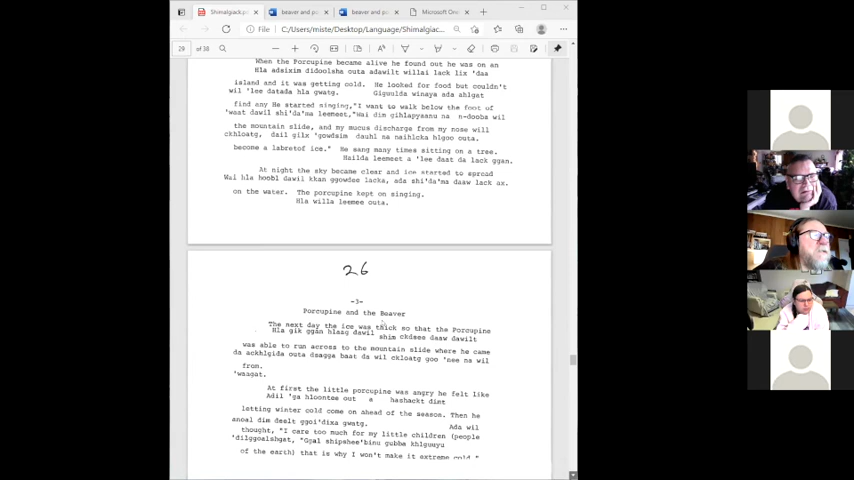 Shimalgiack.p
beaver and po
beaver and po
Microsoft One
File
C:/Users/miste/Desktop/Language/Shimalgiac...
29 of 38
When the Porcupine became alive he found out he was on an
Hla adsixim didoolsha outa adawilt willai lack lix 'daa
island and it was getting cold. He looked for food but couldn't
wil 'lee datada hla gwatg. Giguulda winaya ada ahlgat
find any He started singing,"I want to walk below the foot of
'waat dawil shi'da'ma leemeet,"Wai dim gihlapysanu na n-dooba wil
the mountain slide, and my mucus discharge from my nose will
ckhloatg, dail gilx 'gowdsim dauhl na naihlcka hlgoo outa.
become a labretof ice." He sang many times sitting on a tree.
Hailda leemeet a 'lee daat da lack ggan.
At night the sky became clear and ice started to spread
Wai hla hoobl dawil kkan ggowdee lacka, ada shi'da'ma daaw lack ax.
on the water. The porcupine kept on singing.
Hla willa leemee outa.
26
-3-
Porcupine and the Beaver
The next day the ice was thick so that the Porcupine
Hla gik ggan hlaag dawil shim ckdsea daaw dawilt
was able to run across to the mountain slide where he came
da ackhlgida outa dsagga baat da wil ckloatg goo 'nee na wil
from.
'waagat.
At first the little porcupine was angry he felt like
Adil 'ga hloontee out a hashackt dimt
letting winter cold come on ahead of the season. Then he
anoal dim deelt ggoi'dixa gwatg. Ada wil
thought, "I care too much for my little children (people
'dilggoalshgat, "Ggal shipshee'binu gubba khlguuyu
of the earth) that is why I won't make it extreme cold."